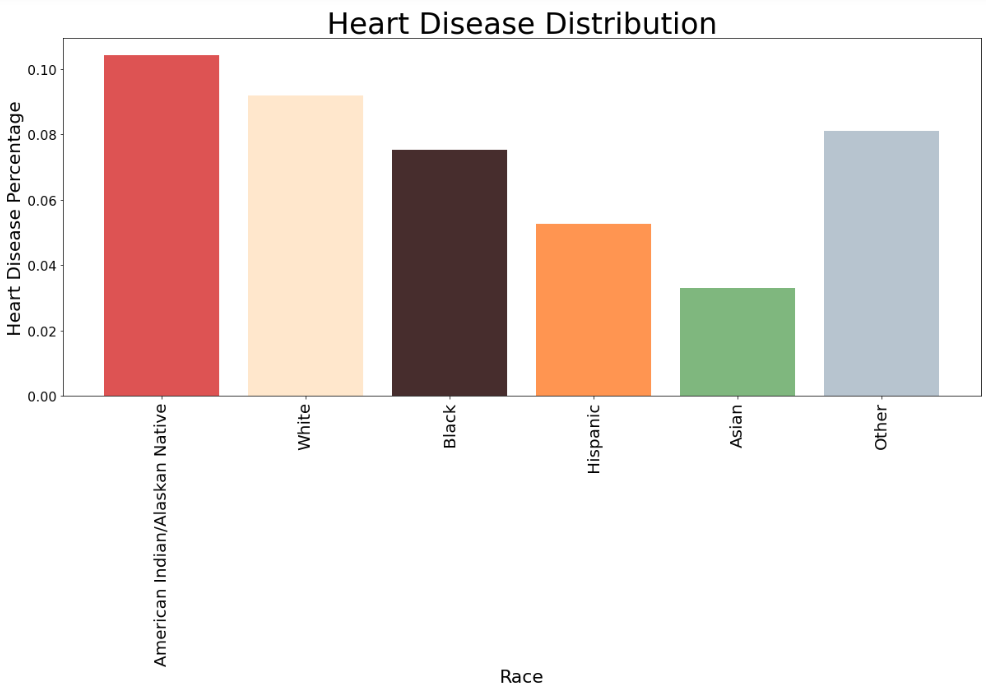 Heart Disease Distribution
Heart Disease Percentage
0.10
0.08
0.06
0.04
0.02
0.00
American Indian/Alaskan Native
White
Black
Hispanic
Asian
Other
Race